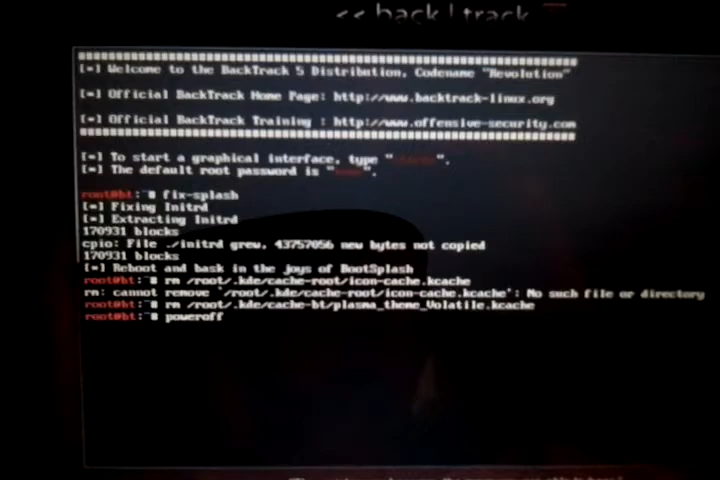 << back | track
[*] Welcome to the BackTrack 5 Distribution, Codename "Revolution"
[*] Official BackTrack Home Page: http://www.backtrack-linux.org
[*] Official BackTrack Training : http://www.offensive-security.com
[*] To start a graphical interface, type " ".
[*] The default root password is " ".
root@bt:~# fix-splash
[*] Fixing Initrd
[*] Extracting Initrd
170931 blocks
cpio: File ./initrd grew, 43757056 new bytes not copied
170931 blocks
[*] Reboot and bask in the joys of BootSplash
root@bt:~# rm /root/.kde/cache-root/icon-cache.kcache
rm: cannot remove `/root/.kde/cache-root/icon-cache.kcache': No such file or directory
root@bt:~# rm /root/.kde/cache-bt/plasma_theme_Volatile.kcache
root@bt:~# poweroff